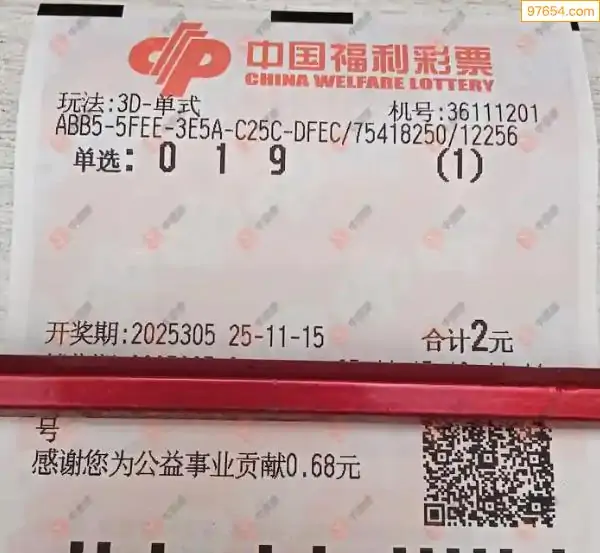 97654.com
中国福利彩票
CHINA WELFARE LOTTERY
玩法:3D-单式 机号:36111201
ABB5-5FEE-3E5A-C25C-DFEC/75418250/12256
单选: 0 1 9 (1)
开奖期:2025305 25-11-15 合计2元
号
感谢您为公益事业贡献0.68元